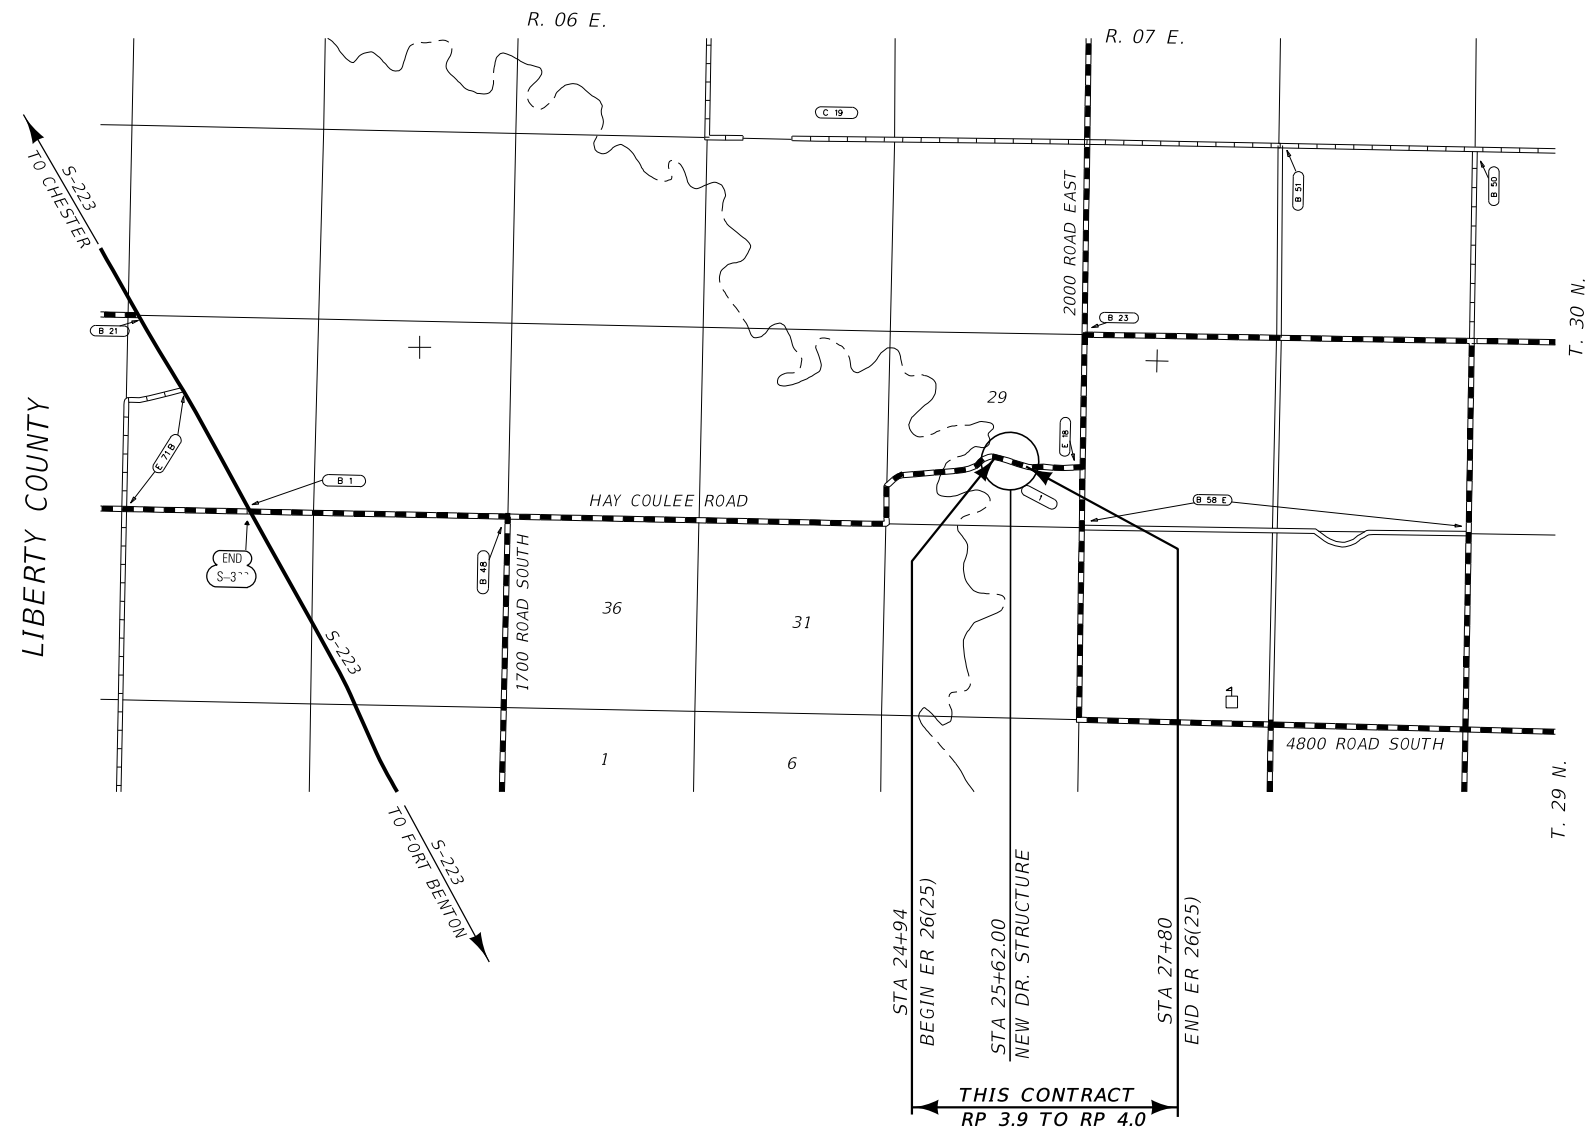 R. 06 E.
R. 07 E.
C 19
S-223
TO CHESTER
B 51
B 50
2000 ROAD EAST
T. 30 N.
B 21
B 23
29
LIBERTY COUNTY
E 71 B
E 18
B 1
HAY COULEE ROAD
1
B 58 E
END
B 48
1700 ROAD SOUTH
36
31
S-223
4800 ROAD SOUTH
1
6
T. 29 N.
S-223
TO FORT BENTON
STA 24+94
BEGIN ER 26(25)
STA 25+62.00
NEW DR. STRUCTURE
STA 27+80
END ER 26(25)
THIS CONTRACT
RP 3.9 TO RP 4.0